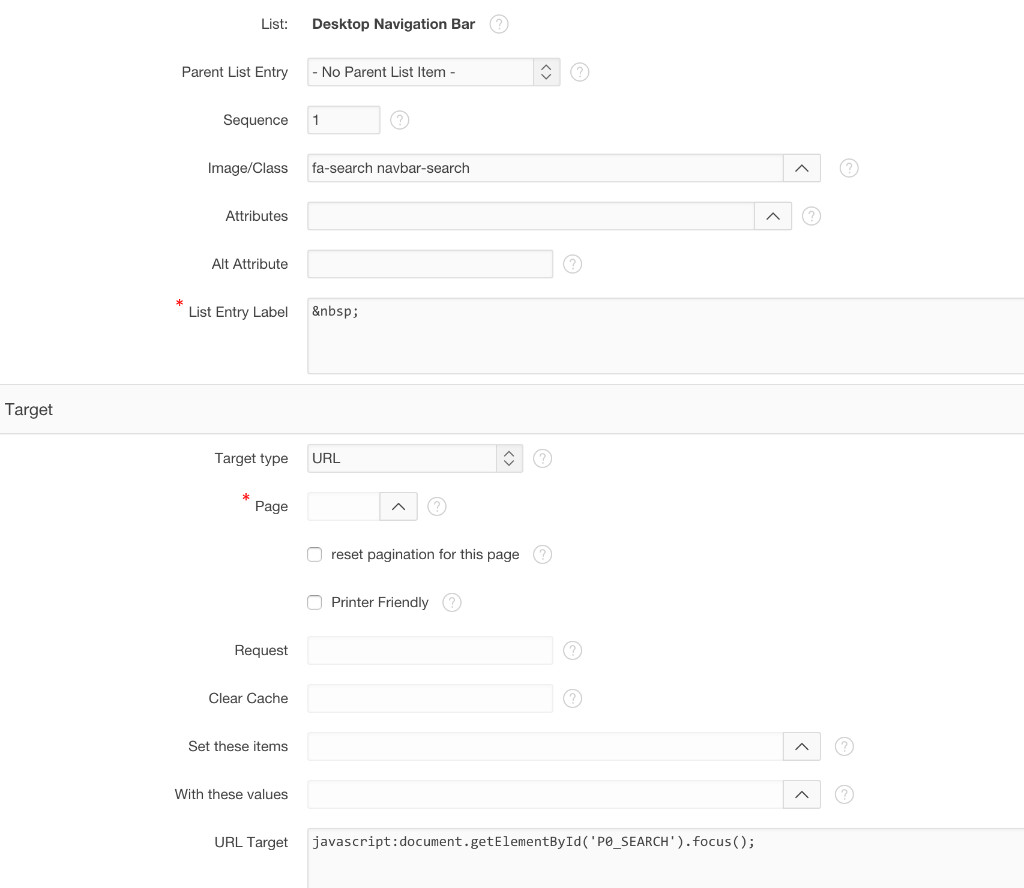 List: Desktop Navigation Bar ?
Parent List Entry - No Parent List Item - ?
Sequence 1 ?
Image/Class fa-search navbar-search ?
Attributes ?
Alt Attribute ?
* List Entry Label &nbsp;
Target
Target type URL ?
* Page ?
reset pagination for this page ?
Printer Friendly ?
Request ?
Clear Cache ?
Set these items ?
With these values ?
URL Target javascript:document.getElementById('P0_SEARCH').focus();